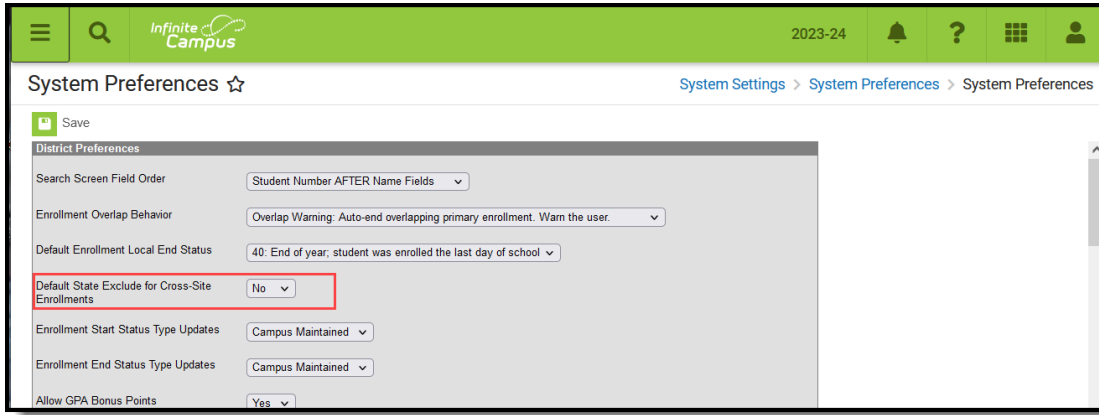 Infinite
Campus
2023-24
?
System Preferences
System Settings > System Preferences > System Preferences
Save
District Preferences
Search Screen Field Order
Student Number AFTER Name Fields
Enrollment Overlap Behavior
Overlap Warning: Auto-end overlapping primary enrollment. Warn the user.
Default Enrollment Local End Status
40: End of year; student was enrolled the last day of school
Default State Exclude for Cross-Site
Enrollments
No
Enrollment Start Status Type Updates
Campus Maintained
Enrollment End Status Type Updates
Campus Maintained
Allow GPA Bonus Points
Yes